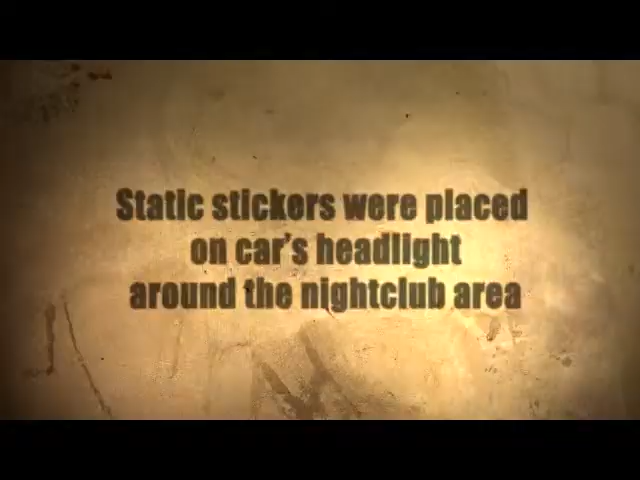 Static stickers were placed
on car's headlight
around the nightclub area